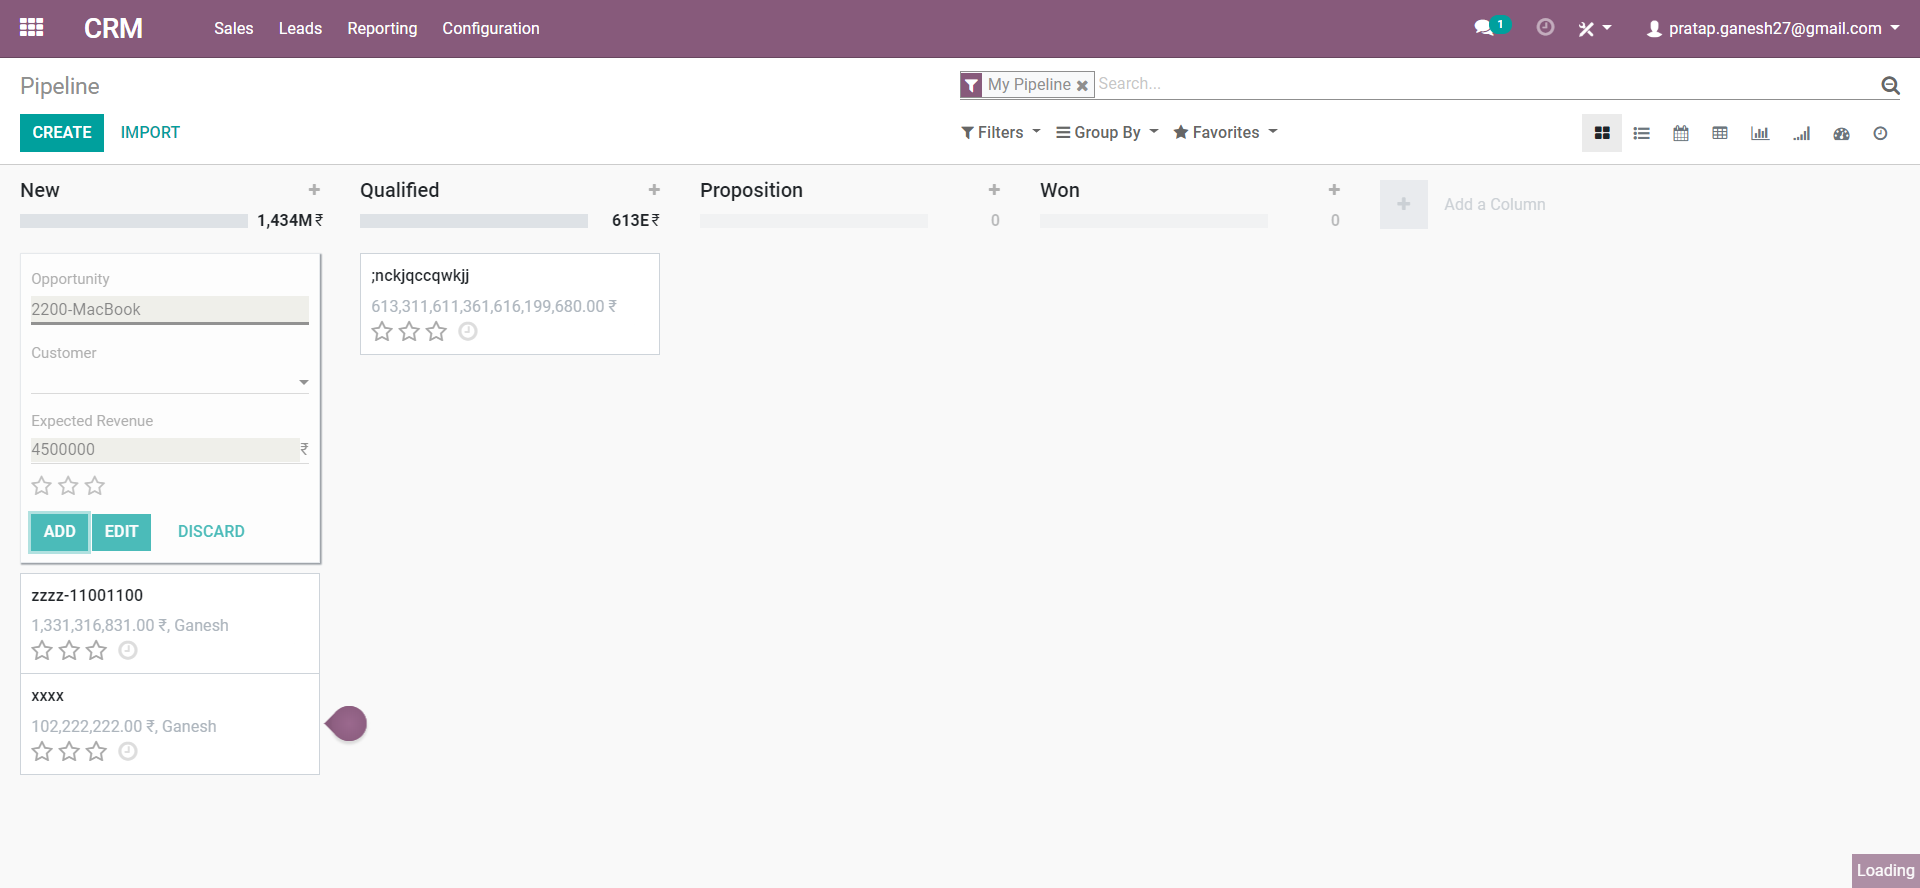 CRM Sales Leads Reporting Configuration 1 pratap.ganesh27@gmail.com
Pipeline
My Pipeline Search...
CREATE IMPORT
Filters Group By Favorites
New
1,434M ₹
Qualified
613E ₹
Proposition
0
Won
0
Add a Column
Opportunity
2200-MacBook
Customer
Expected Revenue
4500000 ₹
ADD EDIT DISCARD
zzzz-11001100
1,331,316,831.00 ₹, Ganesh
xxxx
102,222,222.00 ₹, Ganesh
;nckjqccqwkjj
613,311,611,361,616,199,680.00 ₹
Loading